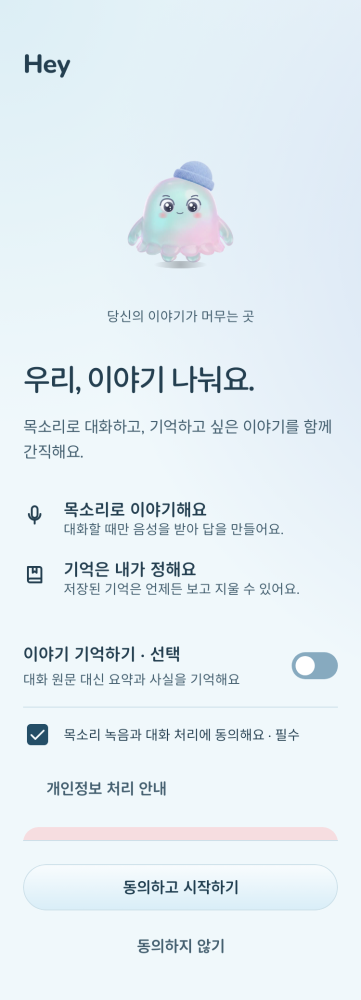 Hey
당신의 이야기가 머무는 곳
우리, 이야기 나눠요.
목소리로 대화하고, 기억하고 싶은 이야기를 함께
간직해요.
목소리로 이야기해요
대화할 때만 음성을 받아 답을 만들어요.
기억은 내가 정해요
저장된 기억은 언제든 보고 지울 수 있어요.
이야기 기억하기 · 선택
대화 원문 대신 요약과 사실을 기억해요
목소리 녹음과 대화 처리에 동의해요 · 필수
개인정보 처리 안내
동의하고 시작하기
동의하지 않기